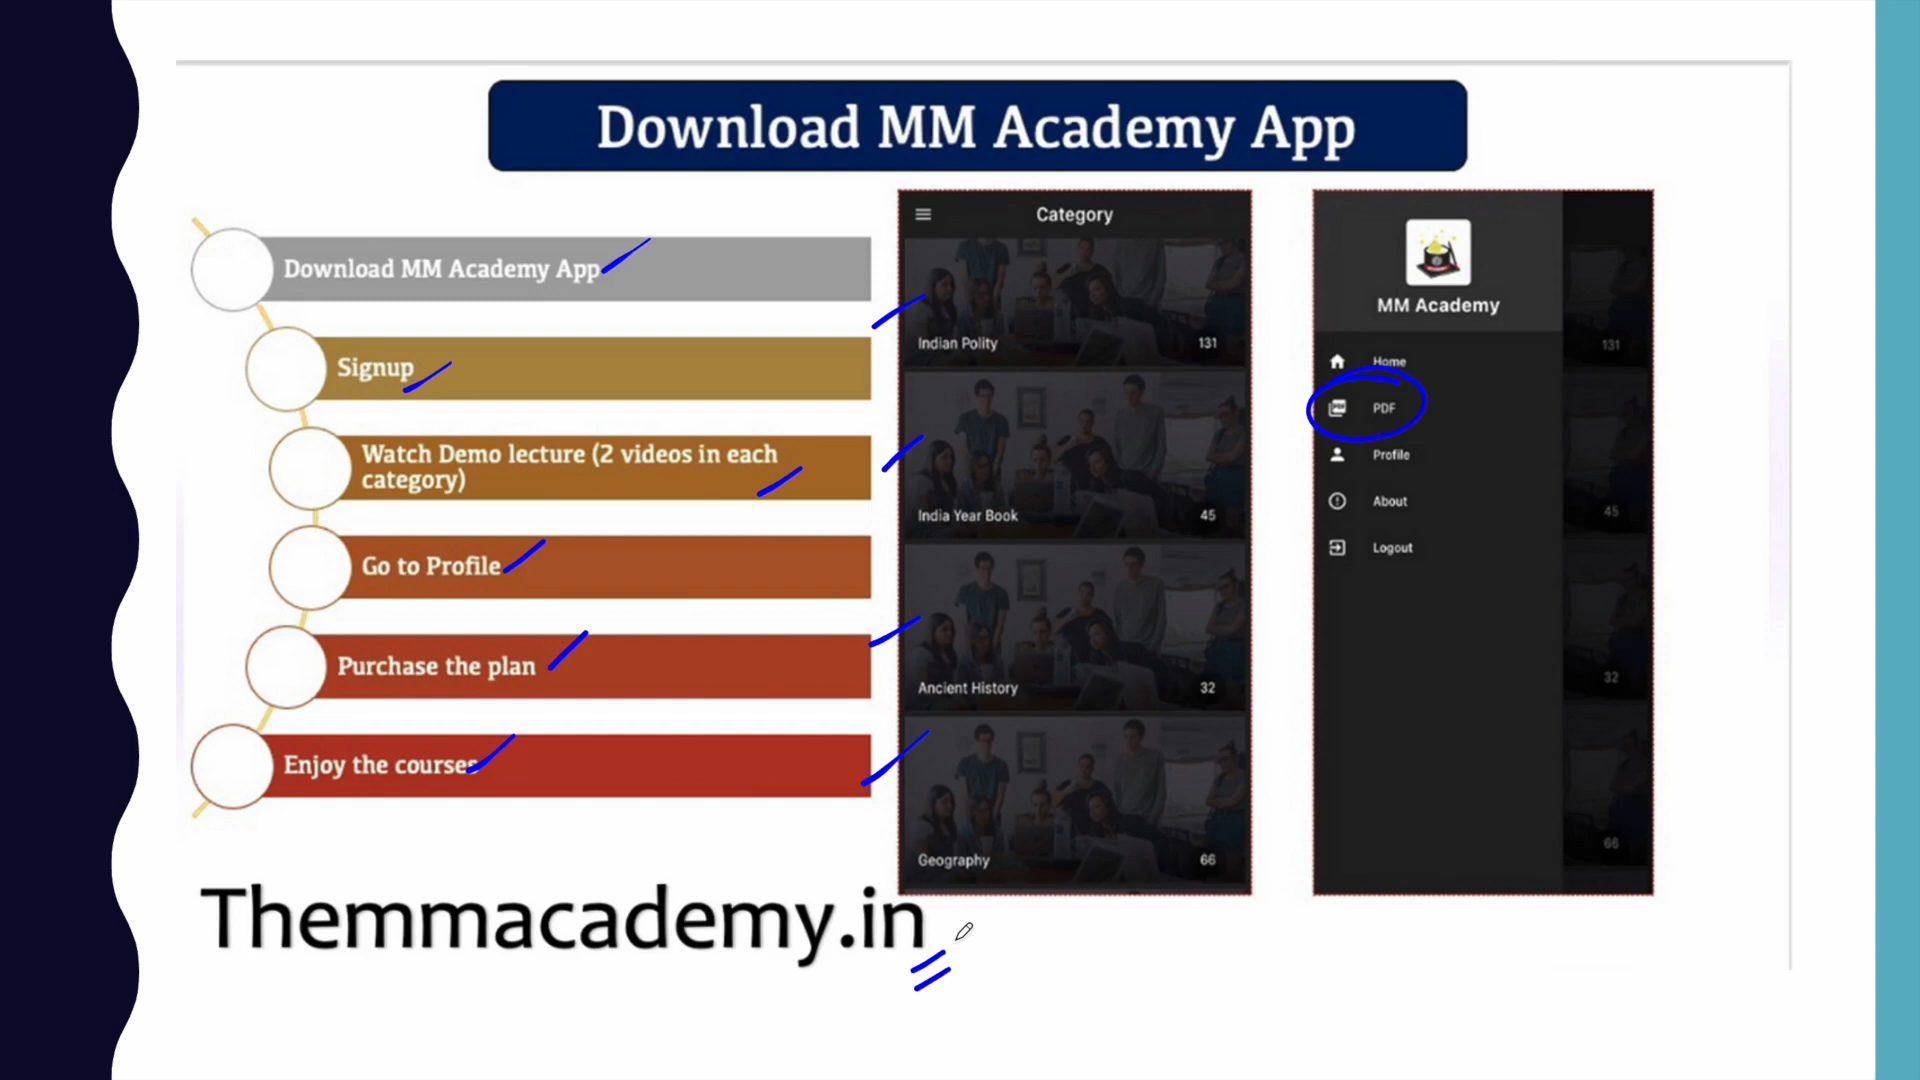 Download MM Academy App
Download MM Academy App
Signup
Watch Demo lecture (2 videos in each
category)
Go to Profile
Purchase the plan
Enjoy the courses
Themmacademy.in
Category
Indian Polity 131
India Year Book 45
Ancient History 32
Geography 66
MM Academy
Home
PDF
Profile
About
Logout
131
45
32
66